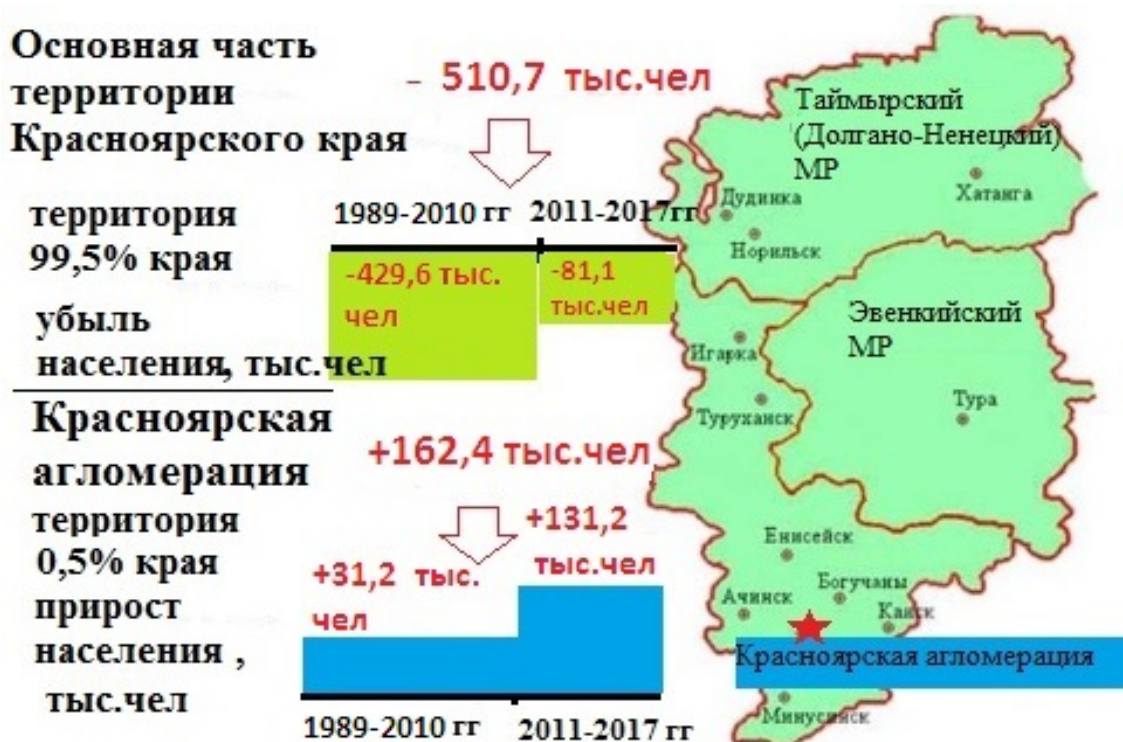 Основная часть
территории
Красноярского края
- 510,7 тыс.чел
территория
99,5% края
1989-2010 гг
2011-2017гг
-429,6 тыс.
чел
-81,1
тыс.чел
убыль
населения, тыс.чел
Красноярская
агломерация
территория
0,5% края
прирост
населения ,
тыс.чел
+162,4 тыс.чел
+31,2 тыс.
чел
+131,2
тыс.чел
1989-2010 гг
2011-2017 гг
Таймырский
(Долгано-Ненецкий)
МР
Хатанга
Дудинка
Норильск
Эвенкийский
МР
Игарка
Тура
Туруханск
Енисейск
Богучаны
Ачинск
Канск
Красноярская агломерация
Минусинск